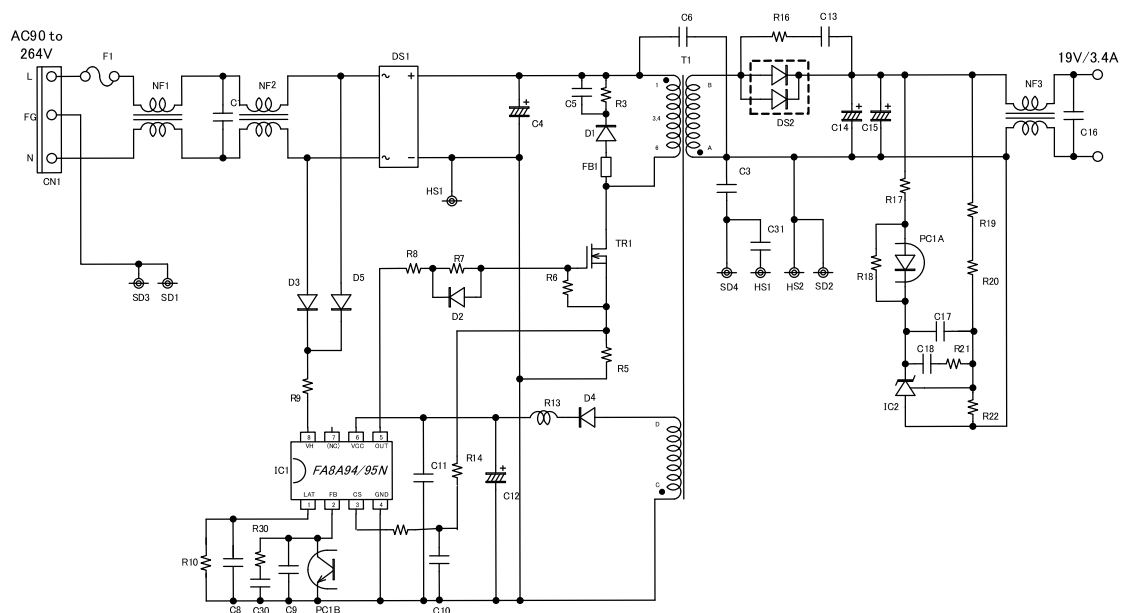 AC90 to
264V
F1
NF1
NF2
DS1
C6
R16
C13
T1
19V/3.4A
L
FG
N
CN1
C1
~
~
+
−
+
C4
C5
R3
D1
FB1
1
3,4
6
B
A
DS2
+
C14
+
C15
NF3
C16
HS1
C3
C31
SD3
SD1
SD4
HS1
HS2
SD2
TR1
R8
R7
D2
R6
R5
D3
D5
R9
R17
PC1A
R18
R19
R20
C17
C18
R21
IC2
R22
8
7
6
5
VH
(NC)
VCC
OUT
IC1
FA8A94/95N
LAT
FB
CS
GND
1
2
3
4
R13
D4
D
C
C11
+
C12
R14
R10
R30
C8
C30
C9
PC1B
C10